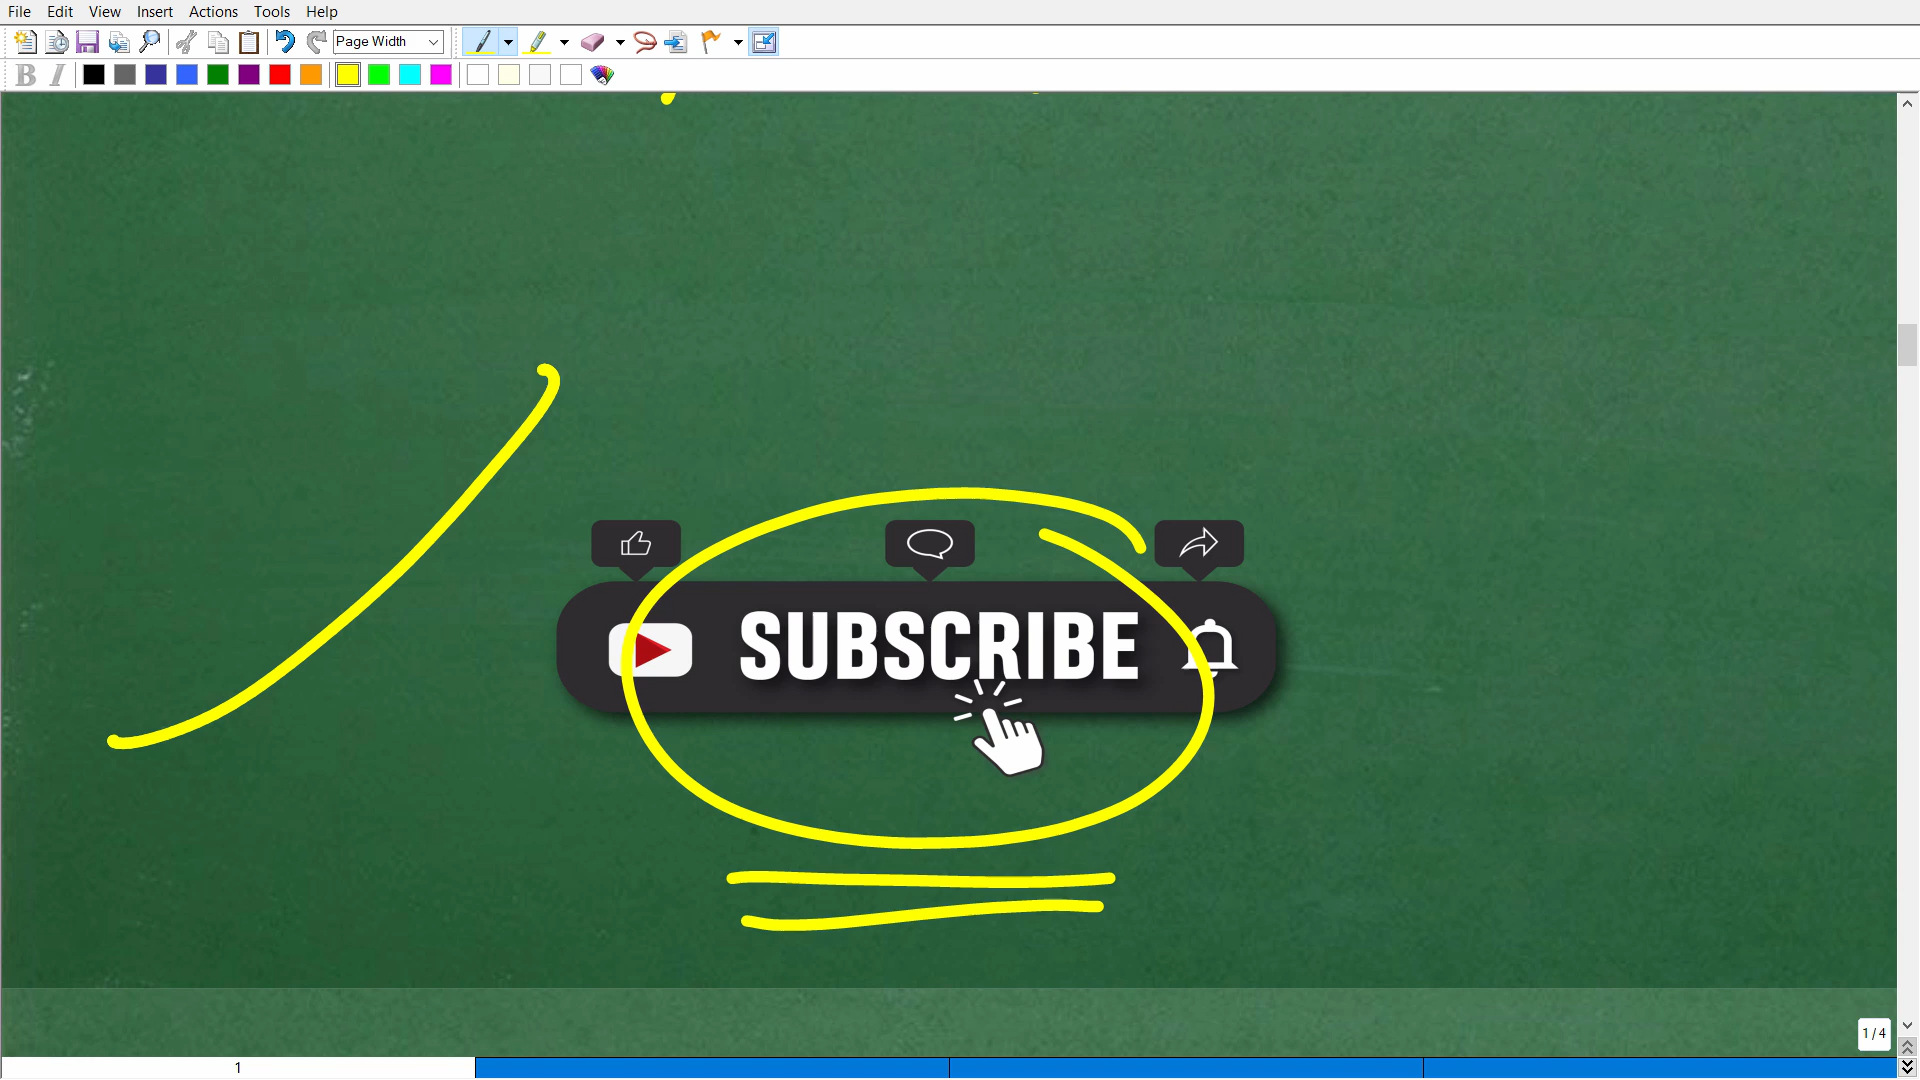 File Edit View Insert Actions Tools Help
Page Width
B I
SUBSCRIBE
1 / 4
1